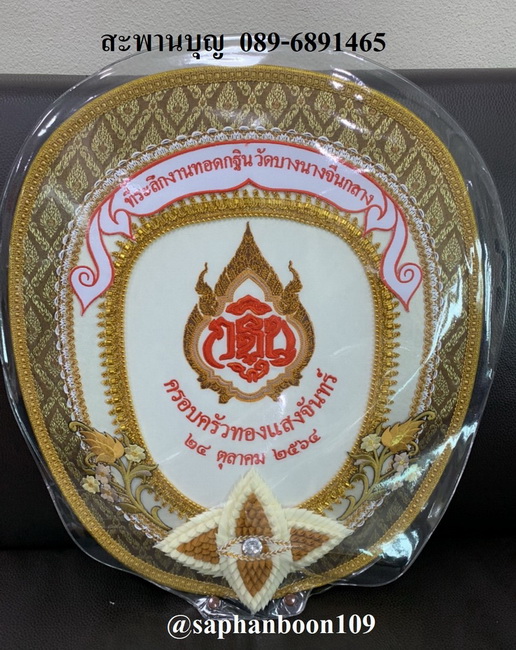 สะพานบุญ 089-6891465
ที่ระลึกงานทอดกฐิน วัดบางนางจีนกลาง
กฐิน
ครอบครัวทองแสงจันทร์
๒๔ ตุลาคม ๒๕๖๔
@saphanboon109